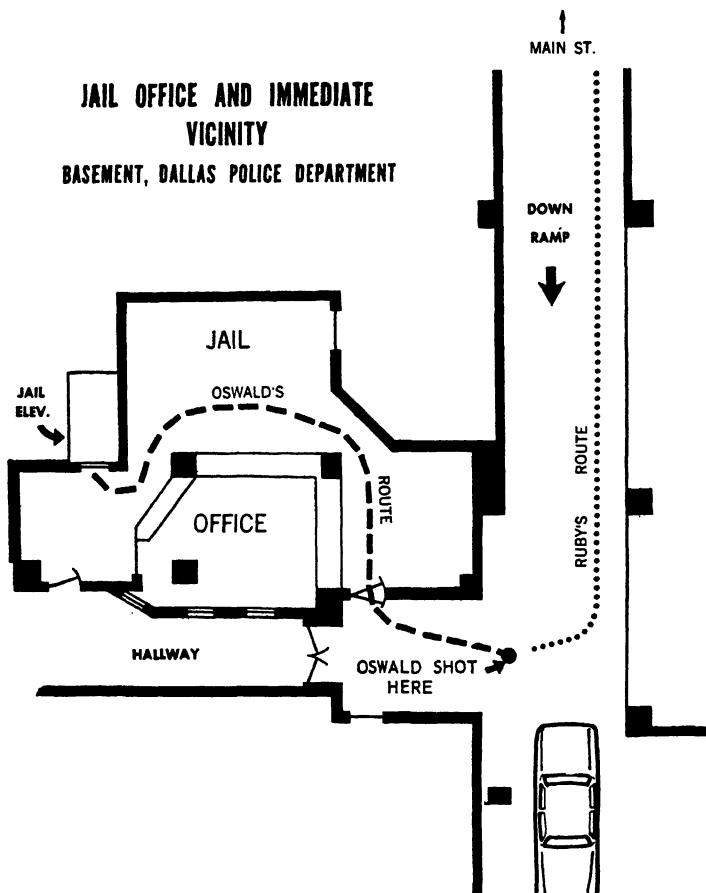 MAIN ST.
JAIL OFFICE AND IMMEDIATE
VICINITY
BASEMENT, DALLAS POLICE DEPARTMENT
DOWN
RAMP
JAIL
OSWALD'S
ROUTE
JAIL
ELEV.
OFFICE
RUBY'S ROUTE
HALLWAY
OSWALD SHOT
HERE